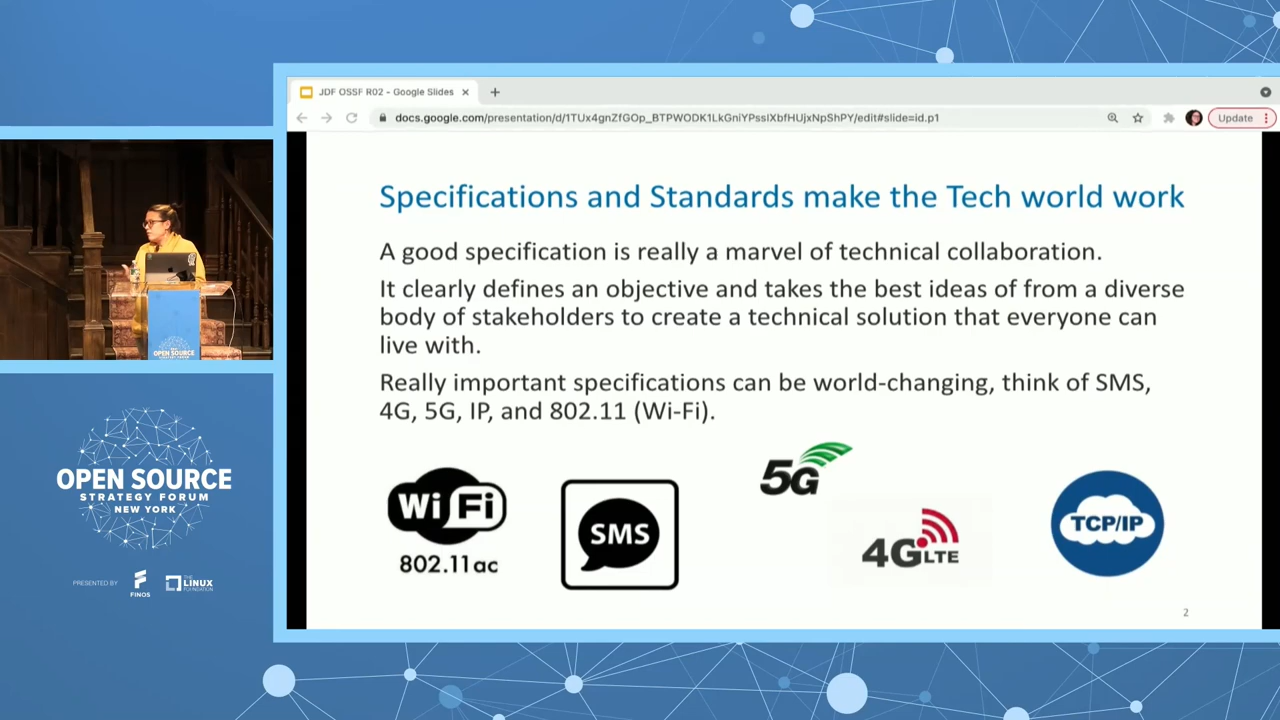 JDF OSSF R02 - Google Slides
docs.google.com/presentation/d/1TUx4gnZfGOp_BTPWODK1LkGniYPssIXbfHUjxNpShPY/edit#slide=id.p1
Update
Specifications and Standards make the Tech world work
A good specification is really a marvel of technical collaboration.
It clearly defines an objective and takes the best ideas of from a diverse
body of stakeholders to create a technical solution that everyone can
live with.
Really important specifications can be world-changing, think of SMS,
4G, 5G, IP, and 802.11 (Wi-Fi).
Wi Fi
802.11ac
SMS
5G
4G LTE
TCP/IP
2
OPEN SOURCE
OPEN SOURCE
STRATEGY FORUM
NEW YORK
PRESENTED BY
FINOS
THE
LINUX
FOUNDATION